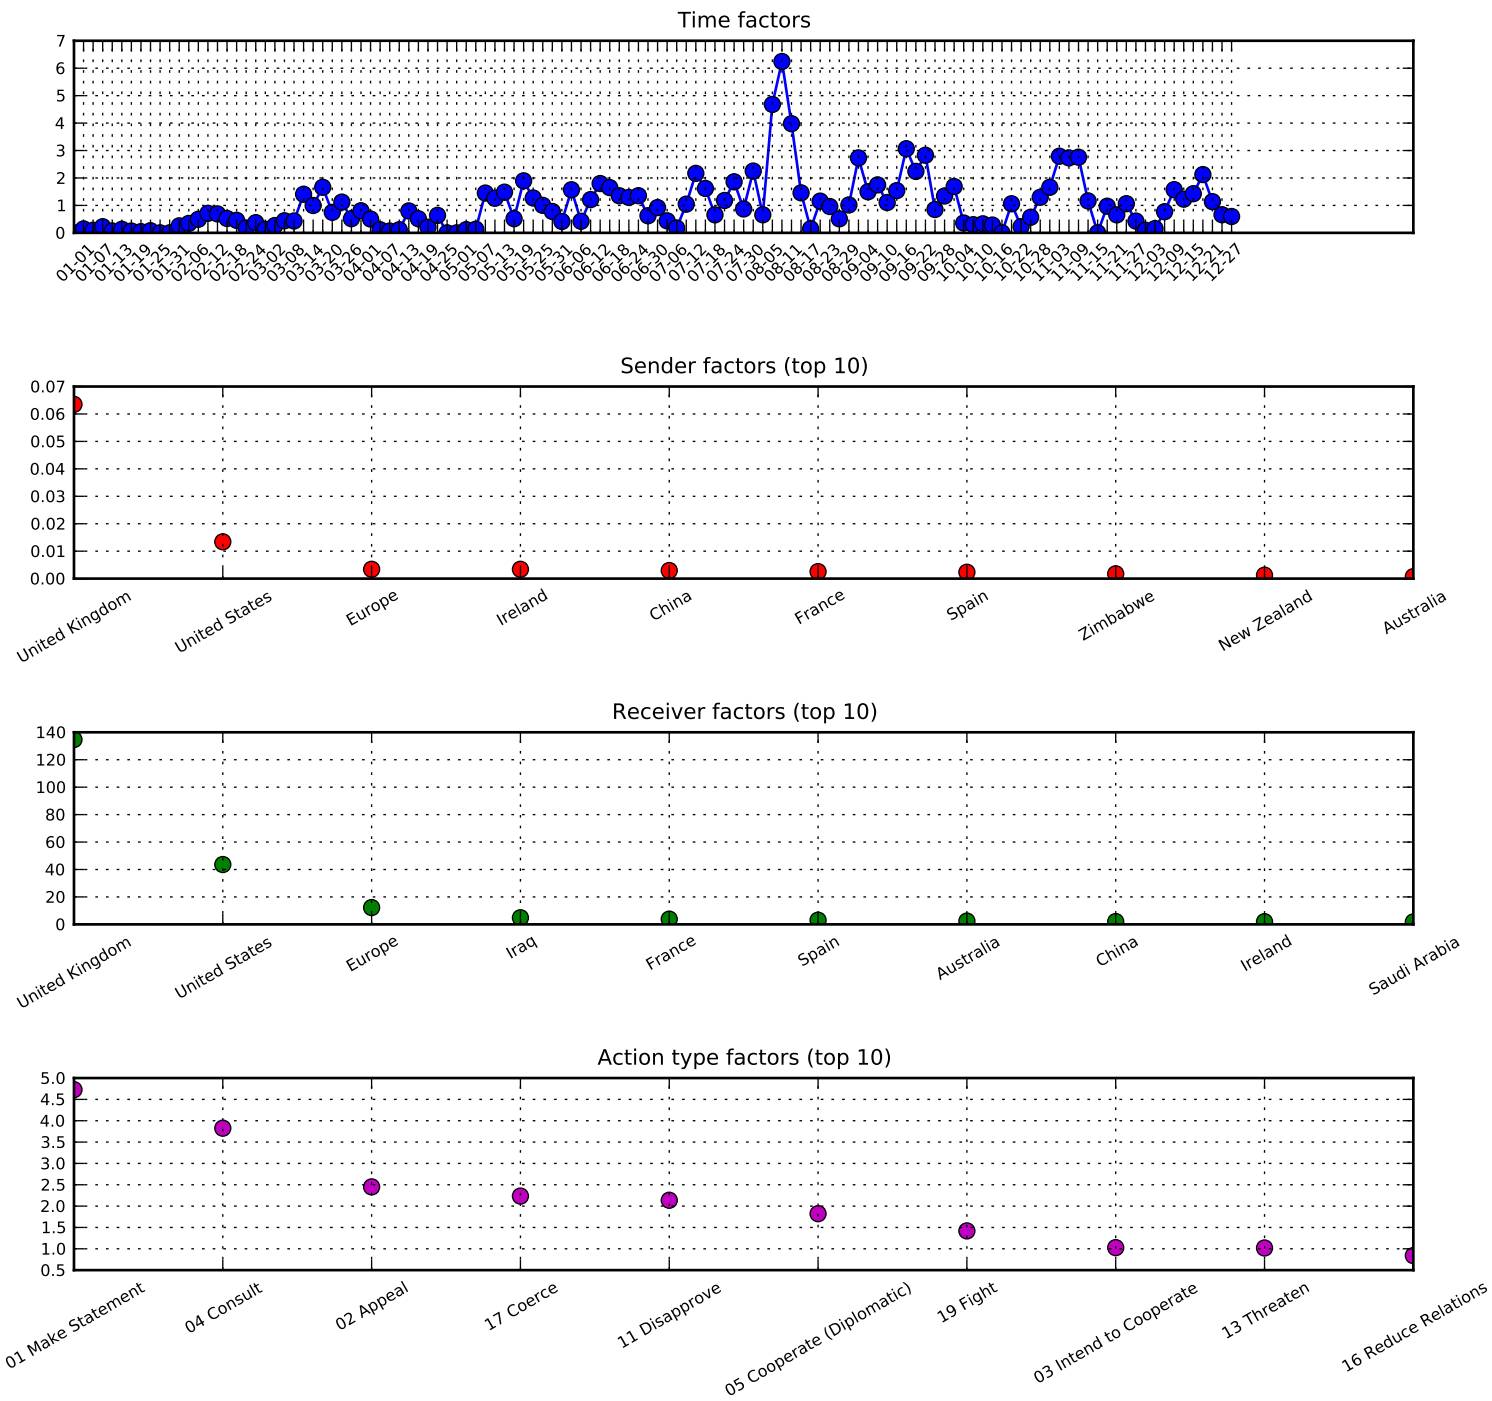 Time factors
7
6
5
4
3
2
1
0
01-01
01-07
01-13
01-19
01-25
01-31
02-06
02-12
02-18
02-24
03-02
03-08
03-14
03-20
03-26
04-01
04-07
04-13
04-19
04-25
05-01
05-07
05-13
05-19
05-25
05-31
06-06
06-12
06-18
06-24
06-30
07-06
07-12
07-18
07-24
07-30
08-05
08-11
08-17
08-23
08-29
09-04
09-10
09-16
09-22
09-28
10-04
10-10
10-16
10-22
10-28
11-03
11-09
11-15
11-21
11-27
12-03
12-09
12-15
12-21
12-27
Sender factors (top 10)
0.07
0.06
0.05
0.04
0.03
0.02
0.01
0.00
United Kingdom
United States
Europe
Ireland
China
France
Spain
Zimbabwe
New Zealand
Australia
Receiver factors (top 10)
140
120
100
80
60
40
20
0
United Kingdom
United States
Europe
Iraq
France
Spain
Australia
China
Ireland
Saudi Arabia
Action type factors (top 10)
5.0
4.5
4.0
3.5
3.0
2.5
2.0
1.5
1.0
0.5
01 Make Statement
04 Consult
02 Appeal
17 Coerce
11 Disapprove
05 Cooperate (Diplomatic)
19 Fight
03 Intend to Cooperate
13 Threaten
16 Reduce Relations